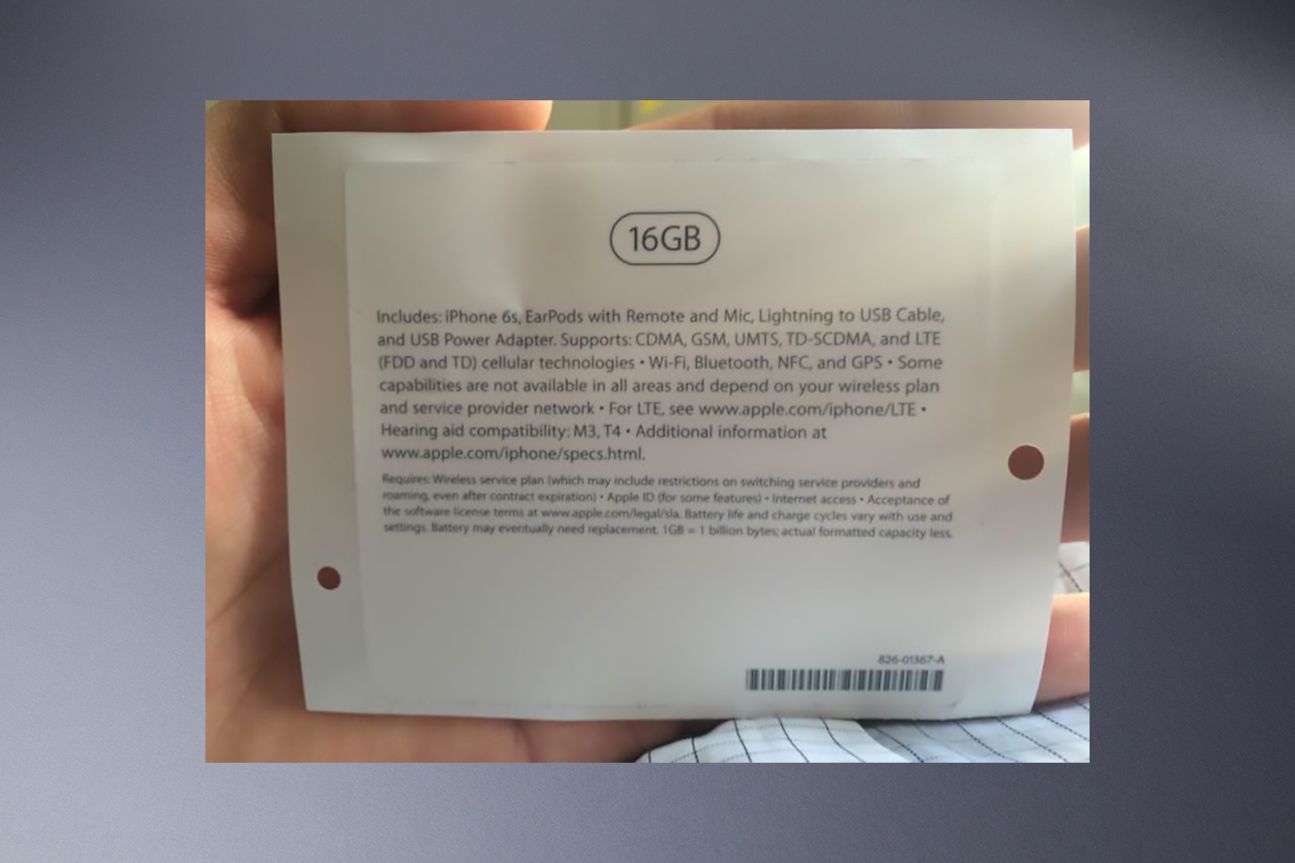 16GB
Includes: iPhone 6s, EarPods with Remote and Mic, Lightning to USB Cable,
and USB Power Adapter. Supports: CDMA, GSM, UMTS, TD-SCDMA, and LTE
(FDD and TD) cellular technologies • Wi-Fi, Bluetooth, NFC, and GPS • Some
capabilities are not available in all areas and depend on your wireless plan
and service provider network • For LTE, see www.apple.com/iphone/LTE •
Hearing aid compatibility: M3, T4 • Additional information at
www.apple.com/iphone/specs.html.
Requires: Wireless service plan (which may include restrictions on switching service providers and
roaming, even after contract expiration) • Apple ID (for some features) • Internet access • Acceptance of
the software license terms at www.apple.com/legal/sla. Battery life and charge cycles vary with use and
settings. Battery may eventually need replacement. 1GB = 1 billion bytes; actual formatted capacity less.
826-01367-A